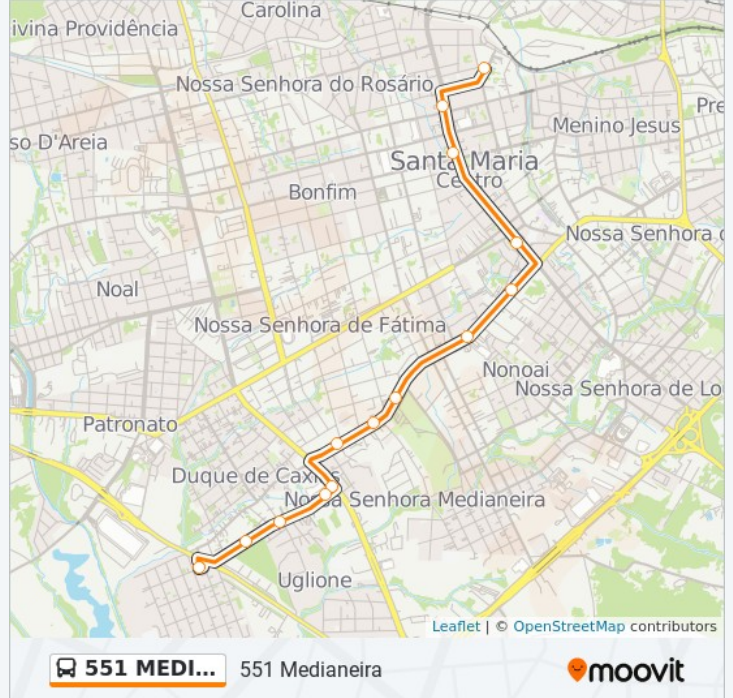 Carolina
ivina Providência
Nossa Senhora do Rosário
Pre
Menino Jesus
so D'Areia
Santa Maria
Centro
Bonfim
Nossa Senhora d
Noal
Nossa Senhora de Fátima
Nonoai
Nossa Senhora de Lo
Patronato
Duque de Caxias
Nossa Senhora Medianeira
Uglione
Leaflet | © OpenStreetMap contributors
551 MEDI... 551 Medianeira
moovit